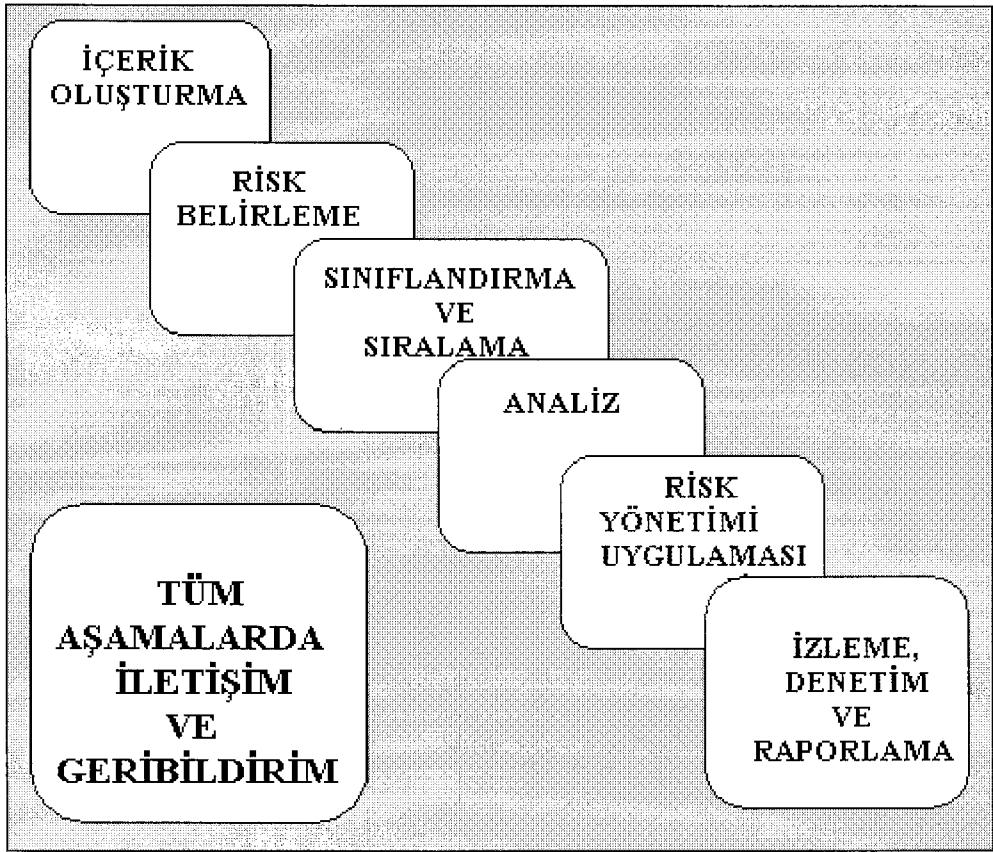 İÇERİK
OLUŞTURMA
RİSK
BELİRLEME
SINIFLANDIRMA
VE
SIRALAMA
ANALİZ
RİSK
YÖNETİMİ
UYGULAMASI
İZLEME,
DENETİM
VE
RAPORLAMA
TÜM
AŞAMALARDA
İLETİŞİM
VE
GERİBİLDİRİM